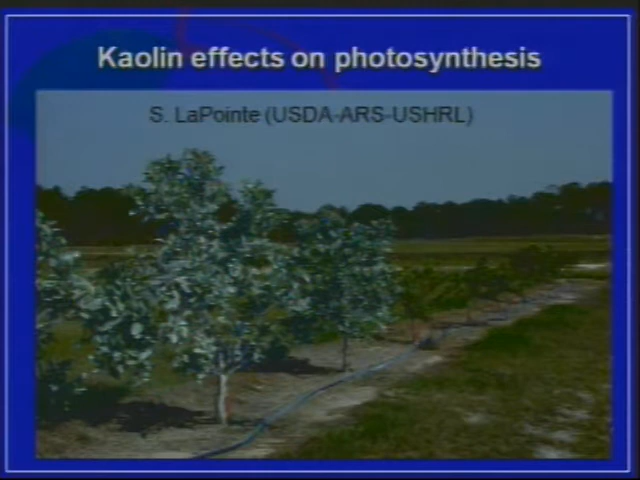 Kaolin effects on photosynthesis
S. LaPointe (USDA-ARS-USHRL)